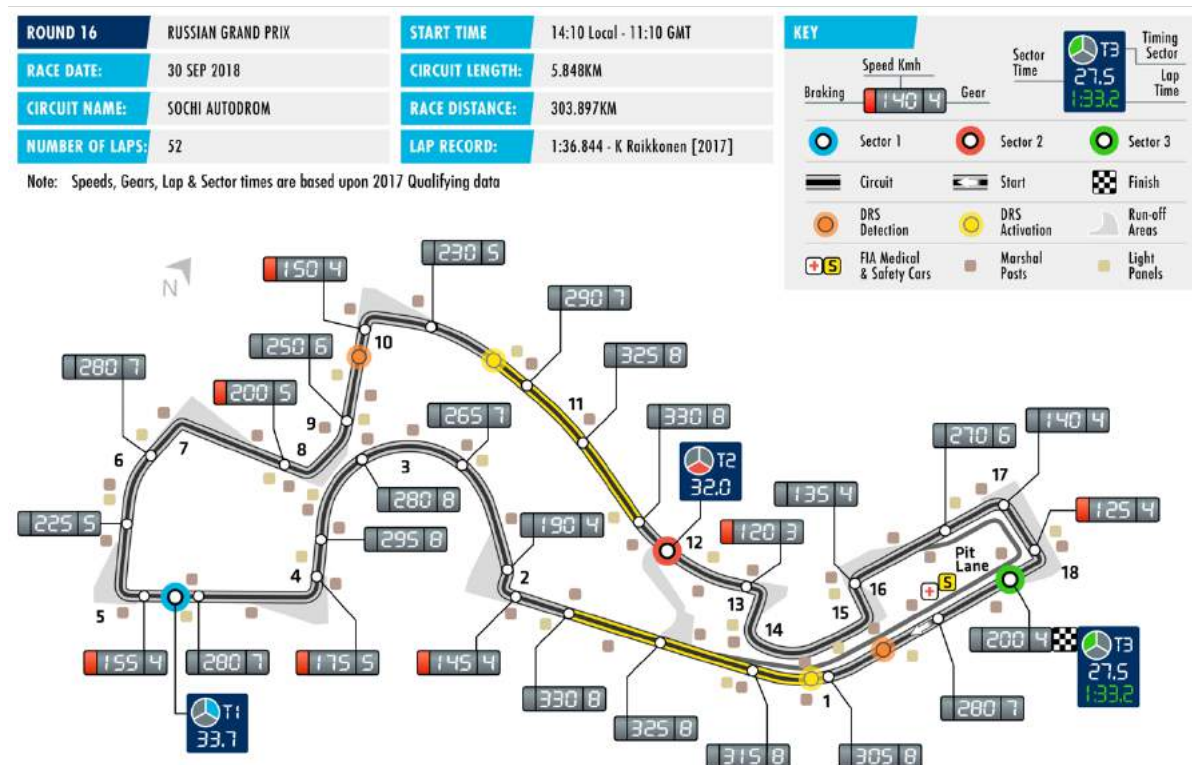 ROUND 16 RUSSIAN GRAND PRIX START TIME 14:10 Local - 11:10 GMT
RACE DATE: 30 SEP 2018 CIRCUIT LENGTH: 5.848KM
CIRCUIT NAME: SOCHI AUTODROM RACE DISTANCE: 303.897KM
NUMBER OF LAPS: 52 LAP RECORD: 1:36.844 - K Raikkonen [2017]
Note: Speeds, Gears, Lap & Sector times are based upon 2017 Qualifying data
KEY
Speed Kmh
Braking 140 4 Gear
Sector Time
T3
27.5
1:33.2
Timing Sector
Lap Time
Sector 1 Sector 2 Sector 3
Circuit Start Finish
DRS Detection DRS Activation Run-off Areas
FIA Medical & Safety Cars Marshal Posts Light Panels
S
N
230 5
150 4
290 7
10
250 6
325 8
280 7
200 5
11
265 7
330 8
9
140 4
270 6
8
3
T2
32.0
7
6
17
135 4
280 8
225 5
190 4
120 3
125 4
295 8
12
Pit Lane
S
4
2
16
18
13
5
15
14
155 4
280 7
175 5
145 4
200 4
T3
27.5
1:33.2
330 8
1
280 7
T1
33.7
325 8
315 8
305 8